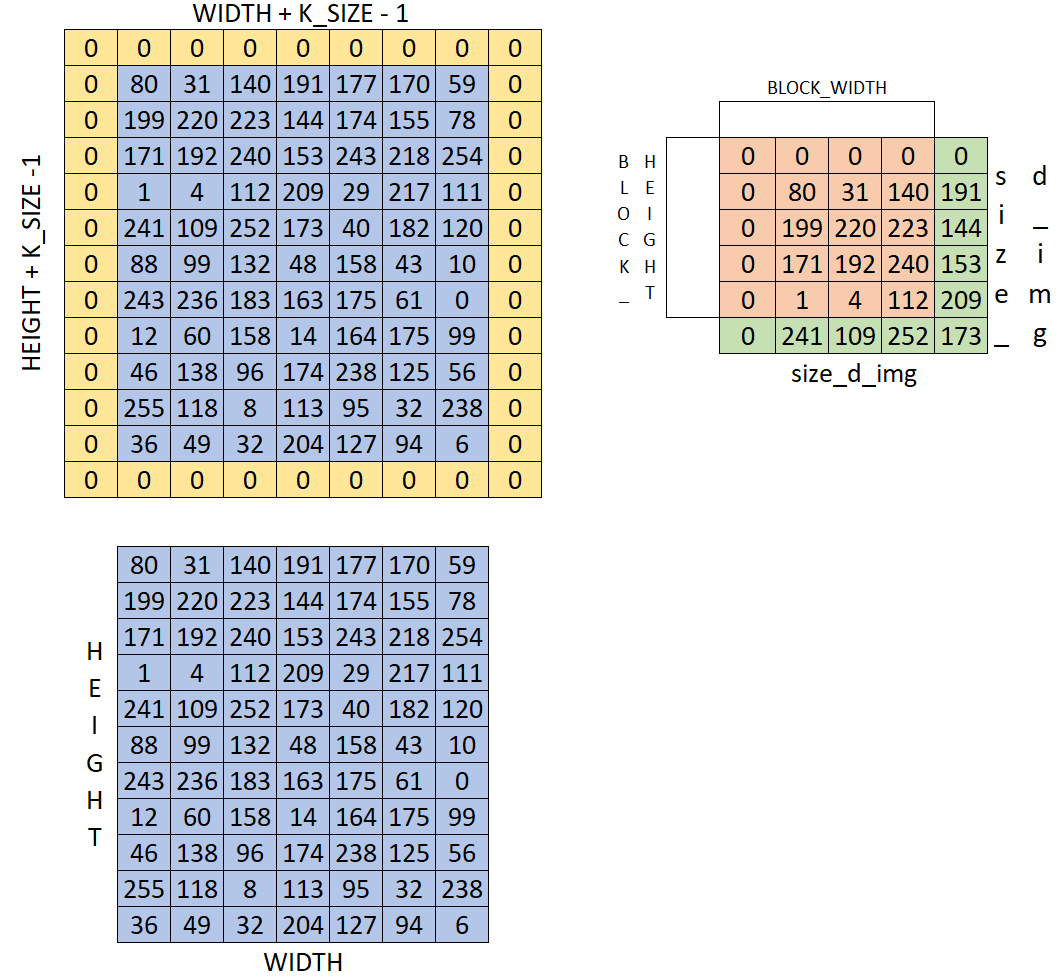 WIDTH + K_SIZE - 1
HEIGHT + K_SIZE -1
0 0 0 0 0 0 0 0 0
0 80 31 140 191 177 170 59 0
0 199 220 223 144 174 155 78 0
0 171 192 240 153 243 218 254 0
0 1 4 112 209 29 217 111 0
0 241 109 252 173 40 182 120 0
0 88 99 132 48 158 43 10 0
0 243 236 183 163 175 61 0 0
0 12 60 158 14 164 175 99 0
0 46 138 96 174 238 125 56 0
0 255 118 8 113 95 32 238 0
0 36 49 32 204 127 94 6 0
0 0 0 0 0 0 0 0 0
BLOCK_WIDTH
BLOCK_
HEIGHT
0 0 0 0 0
0 80 31 140 191
0 199 220 223 144
0 171 192 240 153
0 1 4 112 209
0 241 109 252 173
size_
d_img
size_d_img
HEIGHT
80 31 140 191 177 170 59
199 220 223 144 174 155 78
171 192 240 153 243 218 254
1 4 112 209 29 217 111
241 109 252 173 40 182 120
88 99 132 48 158 43 10
243 236 183 163 175 61 0
12 60 158 14 164 175 99
46 138 96 174 238 125 56
255 118 8 113 95 32 238
36 49 32 204 127 94 6
WIDTH